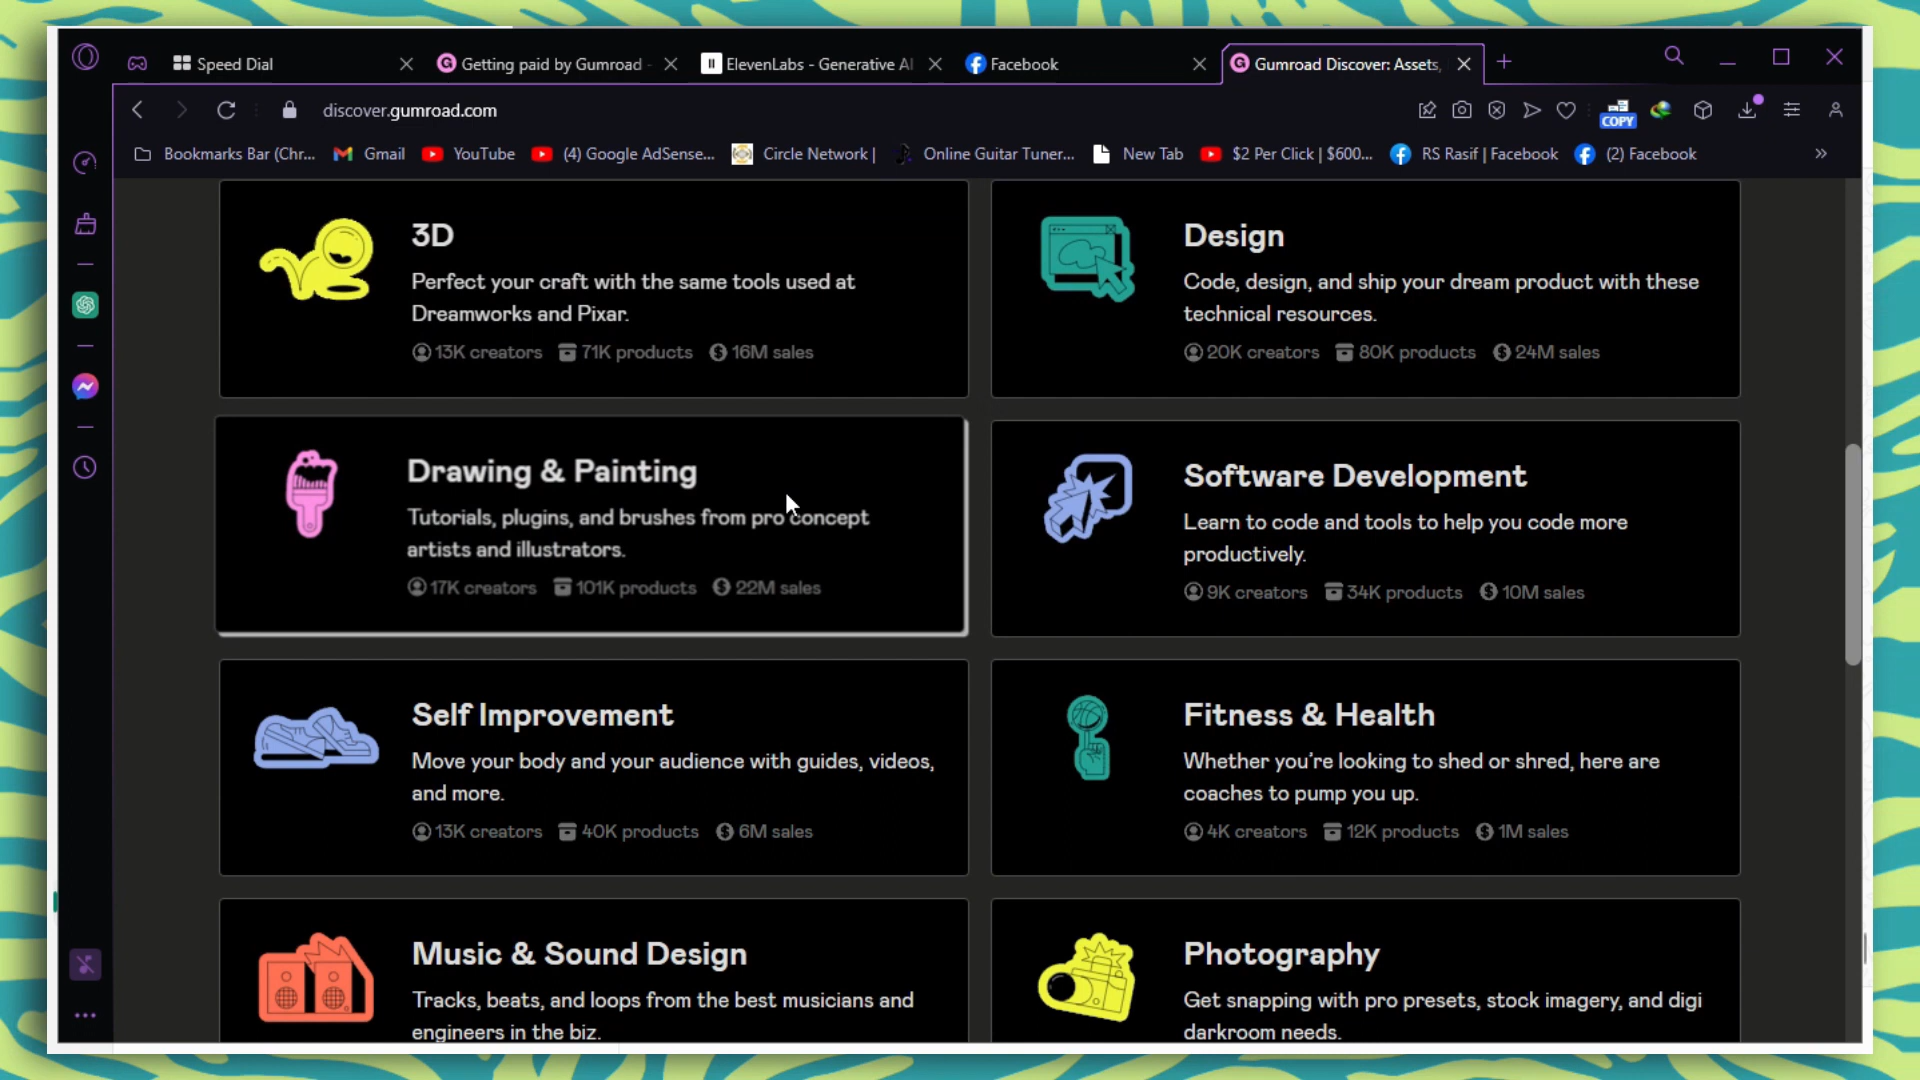 Speed Dial
Getting paid by Gumroad -
ElevenLabs - Generative AI
Facebook
Gumroad Discover: Assets,
discover.gumroad.com
COPY
Bookmarks Bar (Chr...
Gmail
YouTube
(4) Google AdSense...
Circle Network |
Online Guitar Tuner...
New Tab
$2 Per Click | $600...
RS Rasif | Facebook
(2) Facebook
3D
Perfect your craft with the same tools used at
Dreamworks and Pixar.
13K creators 71K products 16M sales
Design
Code, design, and ship your dream product with these
technical resources.
20K creators 80K products 24M sales
Drawing & Painting
Tutorials, plugins, and brushes from pro concept
artists and illustrators.
17K creators 101K products 22M sales
Software Development
Learn to code and tools to help you code more
productively.
9K creators 34K products 10M sales
Self Improvement
Move your body and your audience with guides, videos,
and more.
13K creators 40K products 6M sales
Fitness & Health
Whether you're looking to shed or shred, here are
coaches to pump you up.
4K creators 12K products 1M sales
Music & Sound Design
Tracks, beats, and loops from the best musicians and
engineers in the biz.
Photography
Get snapping with pro presets, stock imagery, and digi
darkroom needs.